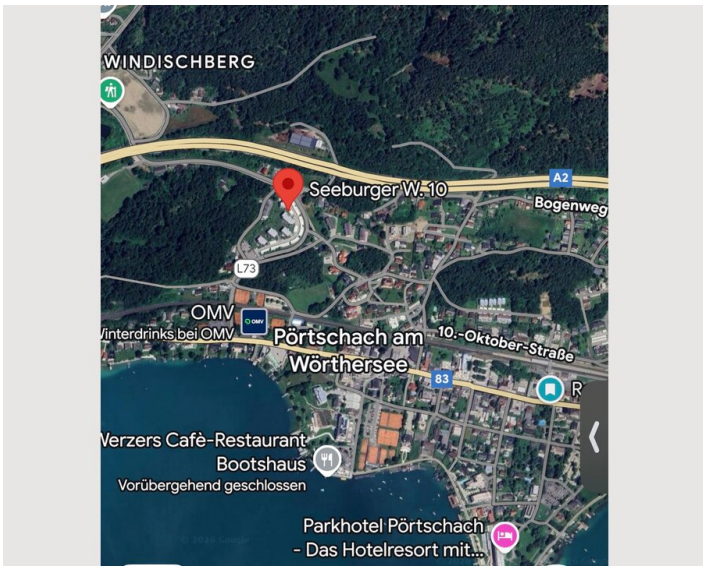 WINDISCHBERG
Seeburger W. 10
A2
Bogenweg
L73
OMV
Winterdrinks bei OMV
OMV
Pörtschach am
Wörthersee
10.-Oktober-Straße
83
R
Werzers Cafè-Restaurant
Bootshaus
Vorübergehend geschlossen
Parkhotel Pörtschach
- Das Hotelresort mit...